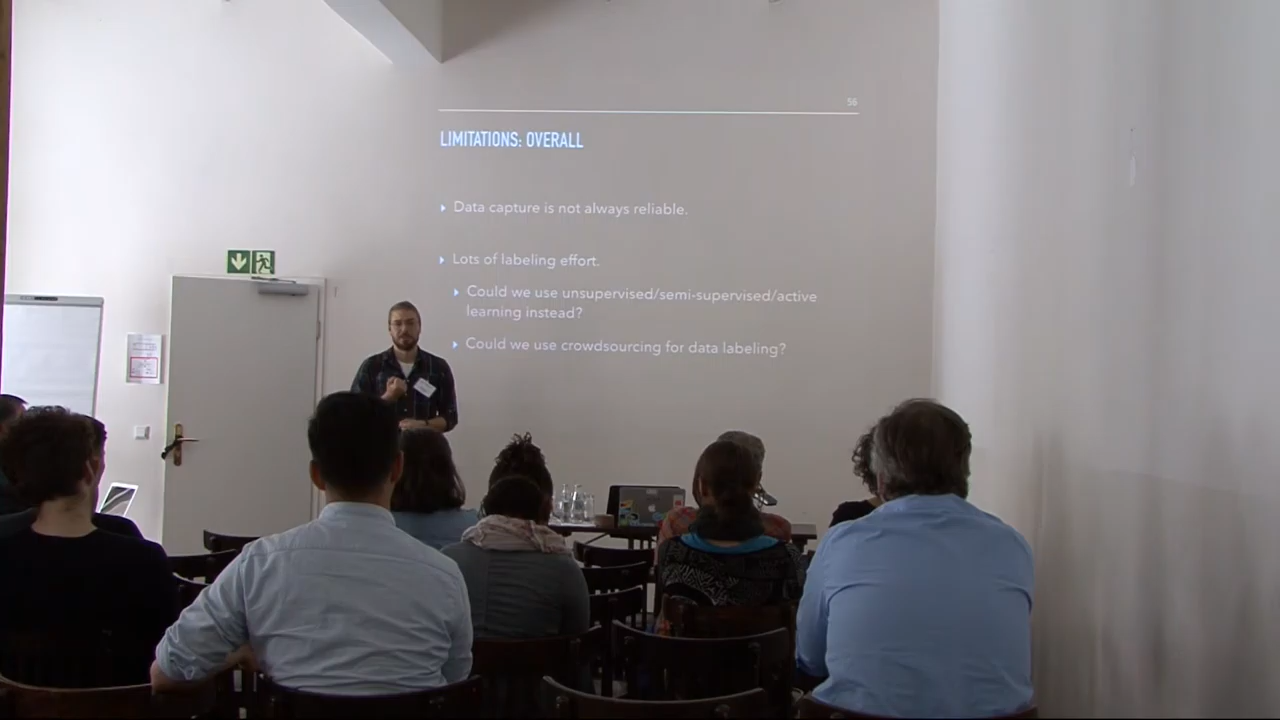 56
LIMITATIONS: OVERALL
Data capture is not always reliable.
Lots of labeling effort.
Could we use unsupervised/semi-supervised/active
learning instead?
Could we use crowdsourcing for data labeling?